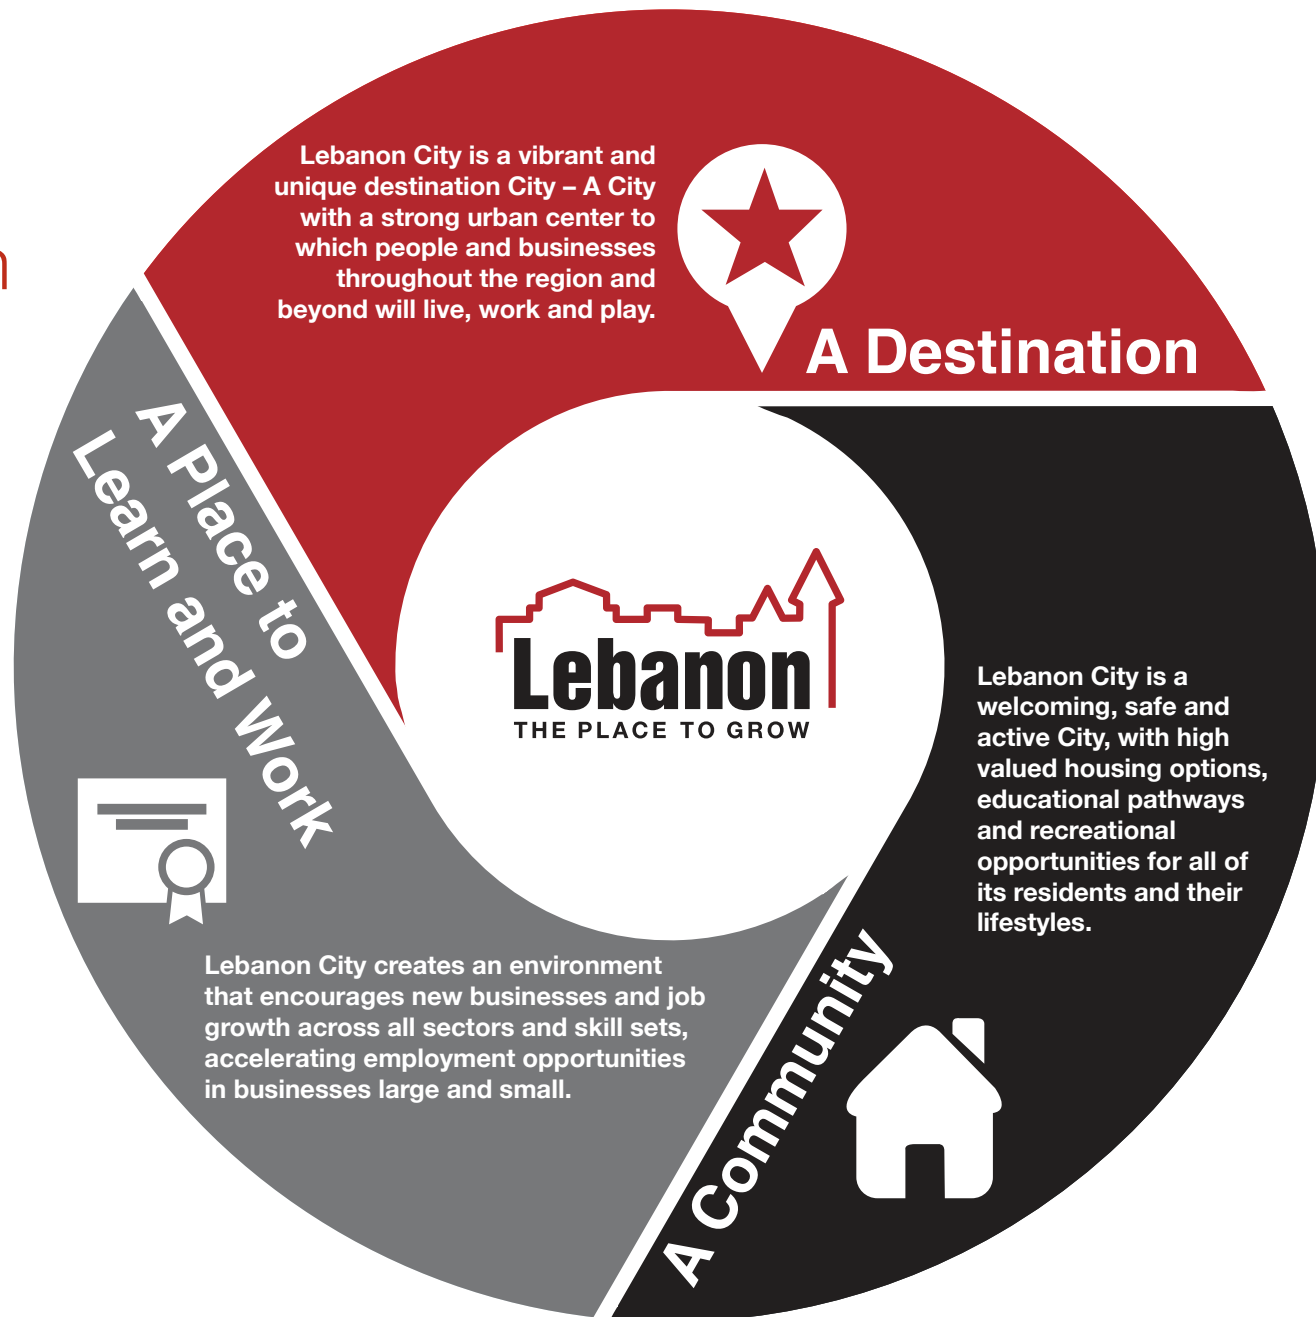 Lebanon City is a vibrant and
unique destination City – A City
with a strong urban center to
which people and businesses
throughout the region and
beyond will live, work and play.
A Destination
A Place to
Learn and Work
Lebanon
THE PLACE TO GROW
Lebanon City is a
welcoming, safe and
active City, with high
valued housing options,
educational pathways
and recreational
opportunities for all of
its residents and their
lifestyles.
Lebanon City creates an environment
that encourages new businesses and job
growth across all sectors and skill sets,
accelerating employment opportunities
in businesses large and small.
A Community